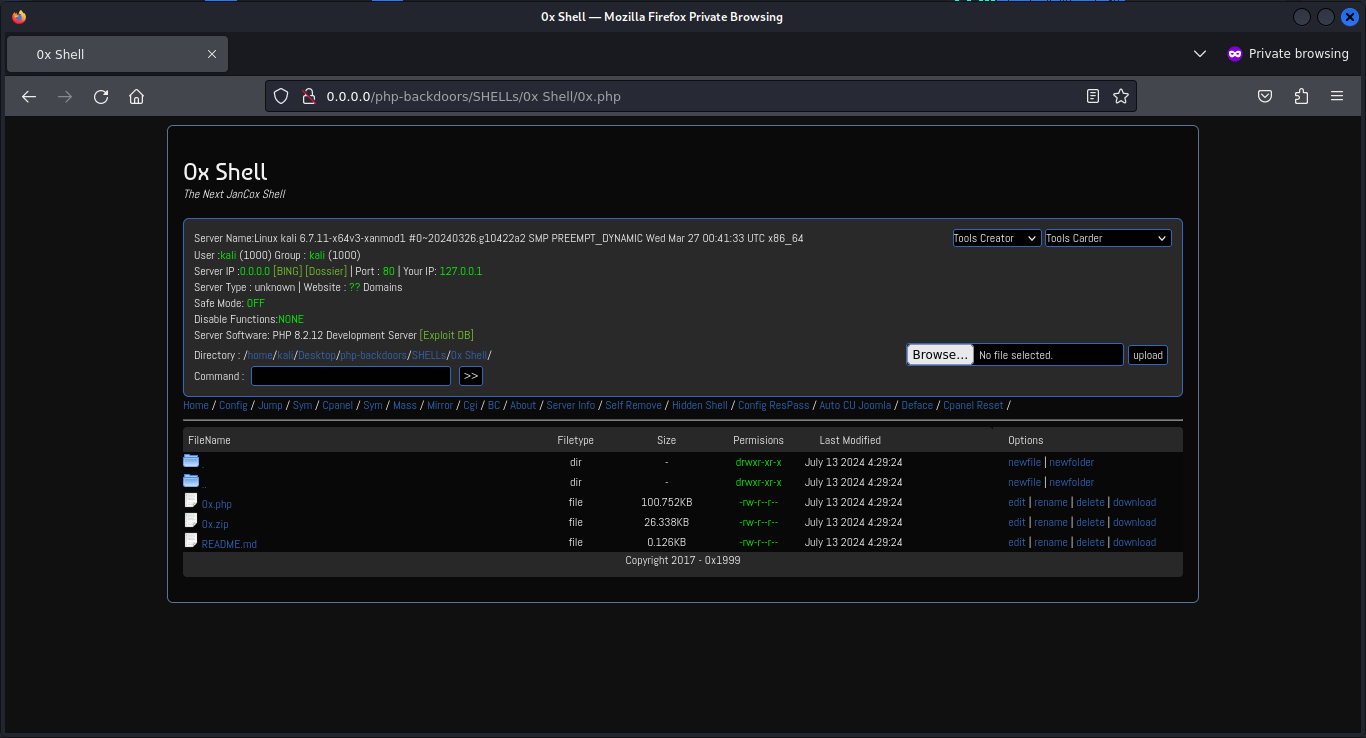 0x Shell — Mozilla Firefox Private Browsing
0x Shell
Private browsing
0.0.0.0/php-backdoors/SHELLs/0x Shell/0x.php
0x Shell
The Next JanCox Shell
Server Name:Linux kali 6.7.11-x64v3-xanmod1 #0~20240326.g10422a2 SMP PREEMPT_DYNAMIC Wed Mar 27 00:41:33 UTC x86_64
Tools Creator Tools Carder
User :kali (1000) Group : kali (1000)
Server IP :0.0.0.0 [BING] [Dossier] | Port : 80 | Your IP: 127.0.0.1
Server Type : unknown | Website : ?? Domains
Safe Mode: OFF
Disable Functions:NONE
Server Software: PHP 8.2.12 Development Server [Exploit DB]
Directory : /home/kali/Desktop/php-backdoors/SHELLs/0x Shell/
Browse... No file selected. upload
Command : >>
Home / Config / Jump / Sym / Cpanel / Sym / Mass / Mirror / Cgi / BC / About / Server Info / Self Remove / Hidden Shell / Config ResPass / Auto CU Joomla / Deface / Cpanel Reset /
FileName Filetype Size Permisions Last Modified Options
. dir - drwxr-xr-x July 13 2024 4:29:24 newfile | newfolder
.. dir - drwxr-xr-x July 13 2024 4:29:24 newfile | newfolder
0x.php file 100.752KB -rw-r--r-- July 13 2024 4:29:24 edit | rename | delete | download
0x.zip file 26.338KB -rw-r--r-- July 13 2024 4:29:24 edit | rename | delete | download
README.md file 0.126KB -rw-r--r-- July 13 2024 4:29:24 edit | rename | delete | download
Copyright 2017 - 0x1999